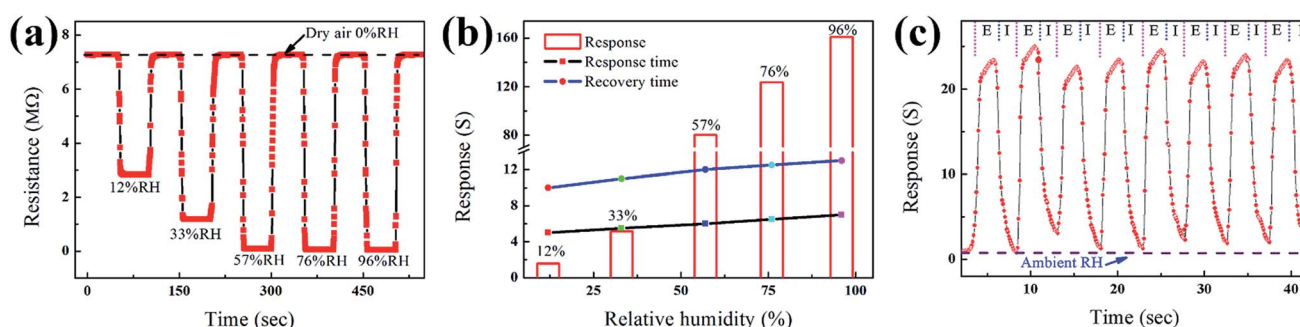 (a)
8
6
4
2
0
Resistance (MΩ)
Dry air 0%RH
12%RH
33%RH
57%RH 76%RH 96%RH
0 150 300 450
Time (sec)
(b)
160
120
80
12
8
4
0
Response (S)
Response
Response time
Recovery time
12%
33%
57%
76%
96%
25 50 75 100
Relative humidity (%)
(c)
20
10
0
Response (S)
E I E I E I E I E I E I E I E I
Ambient RH
10 20 30 40
Time (sec)